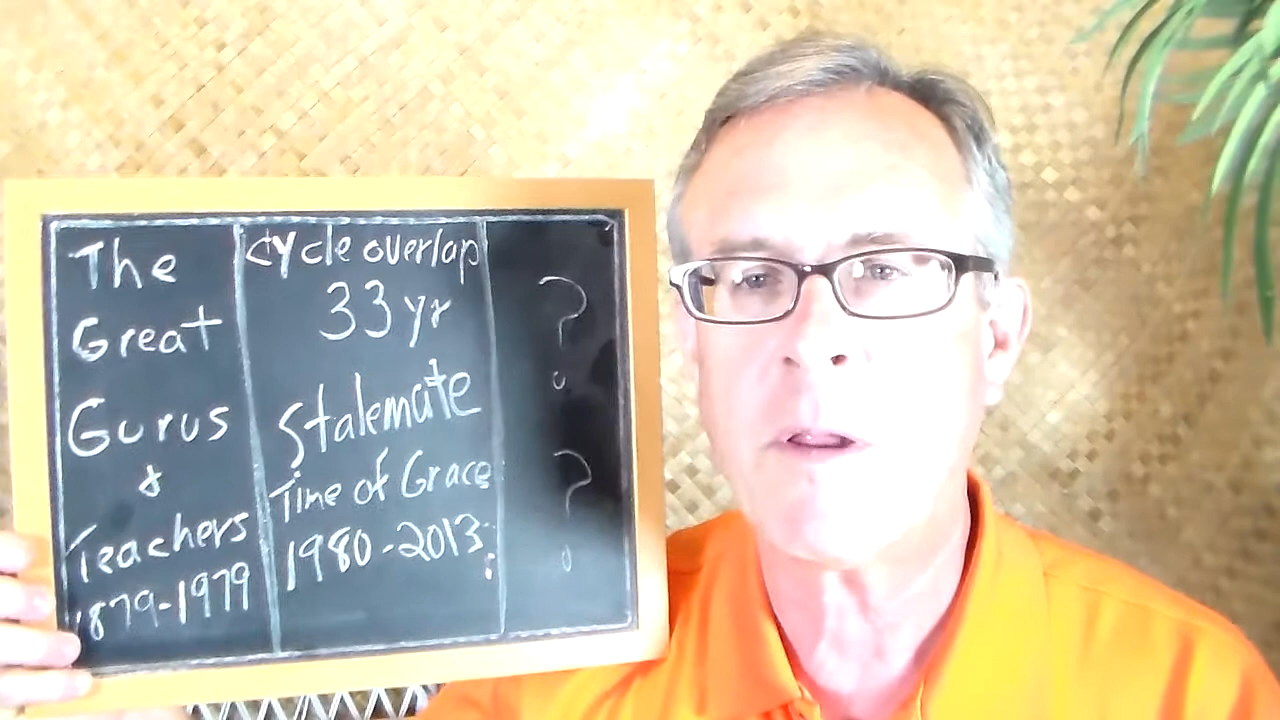 The
Great
Gurus
&
Teachers
1879-1979
Cycle overlap
33 yr
Stalemate
Time of Grace
1980-2013
?
?